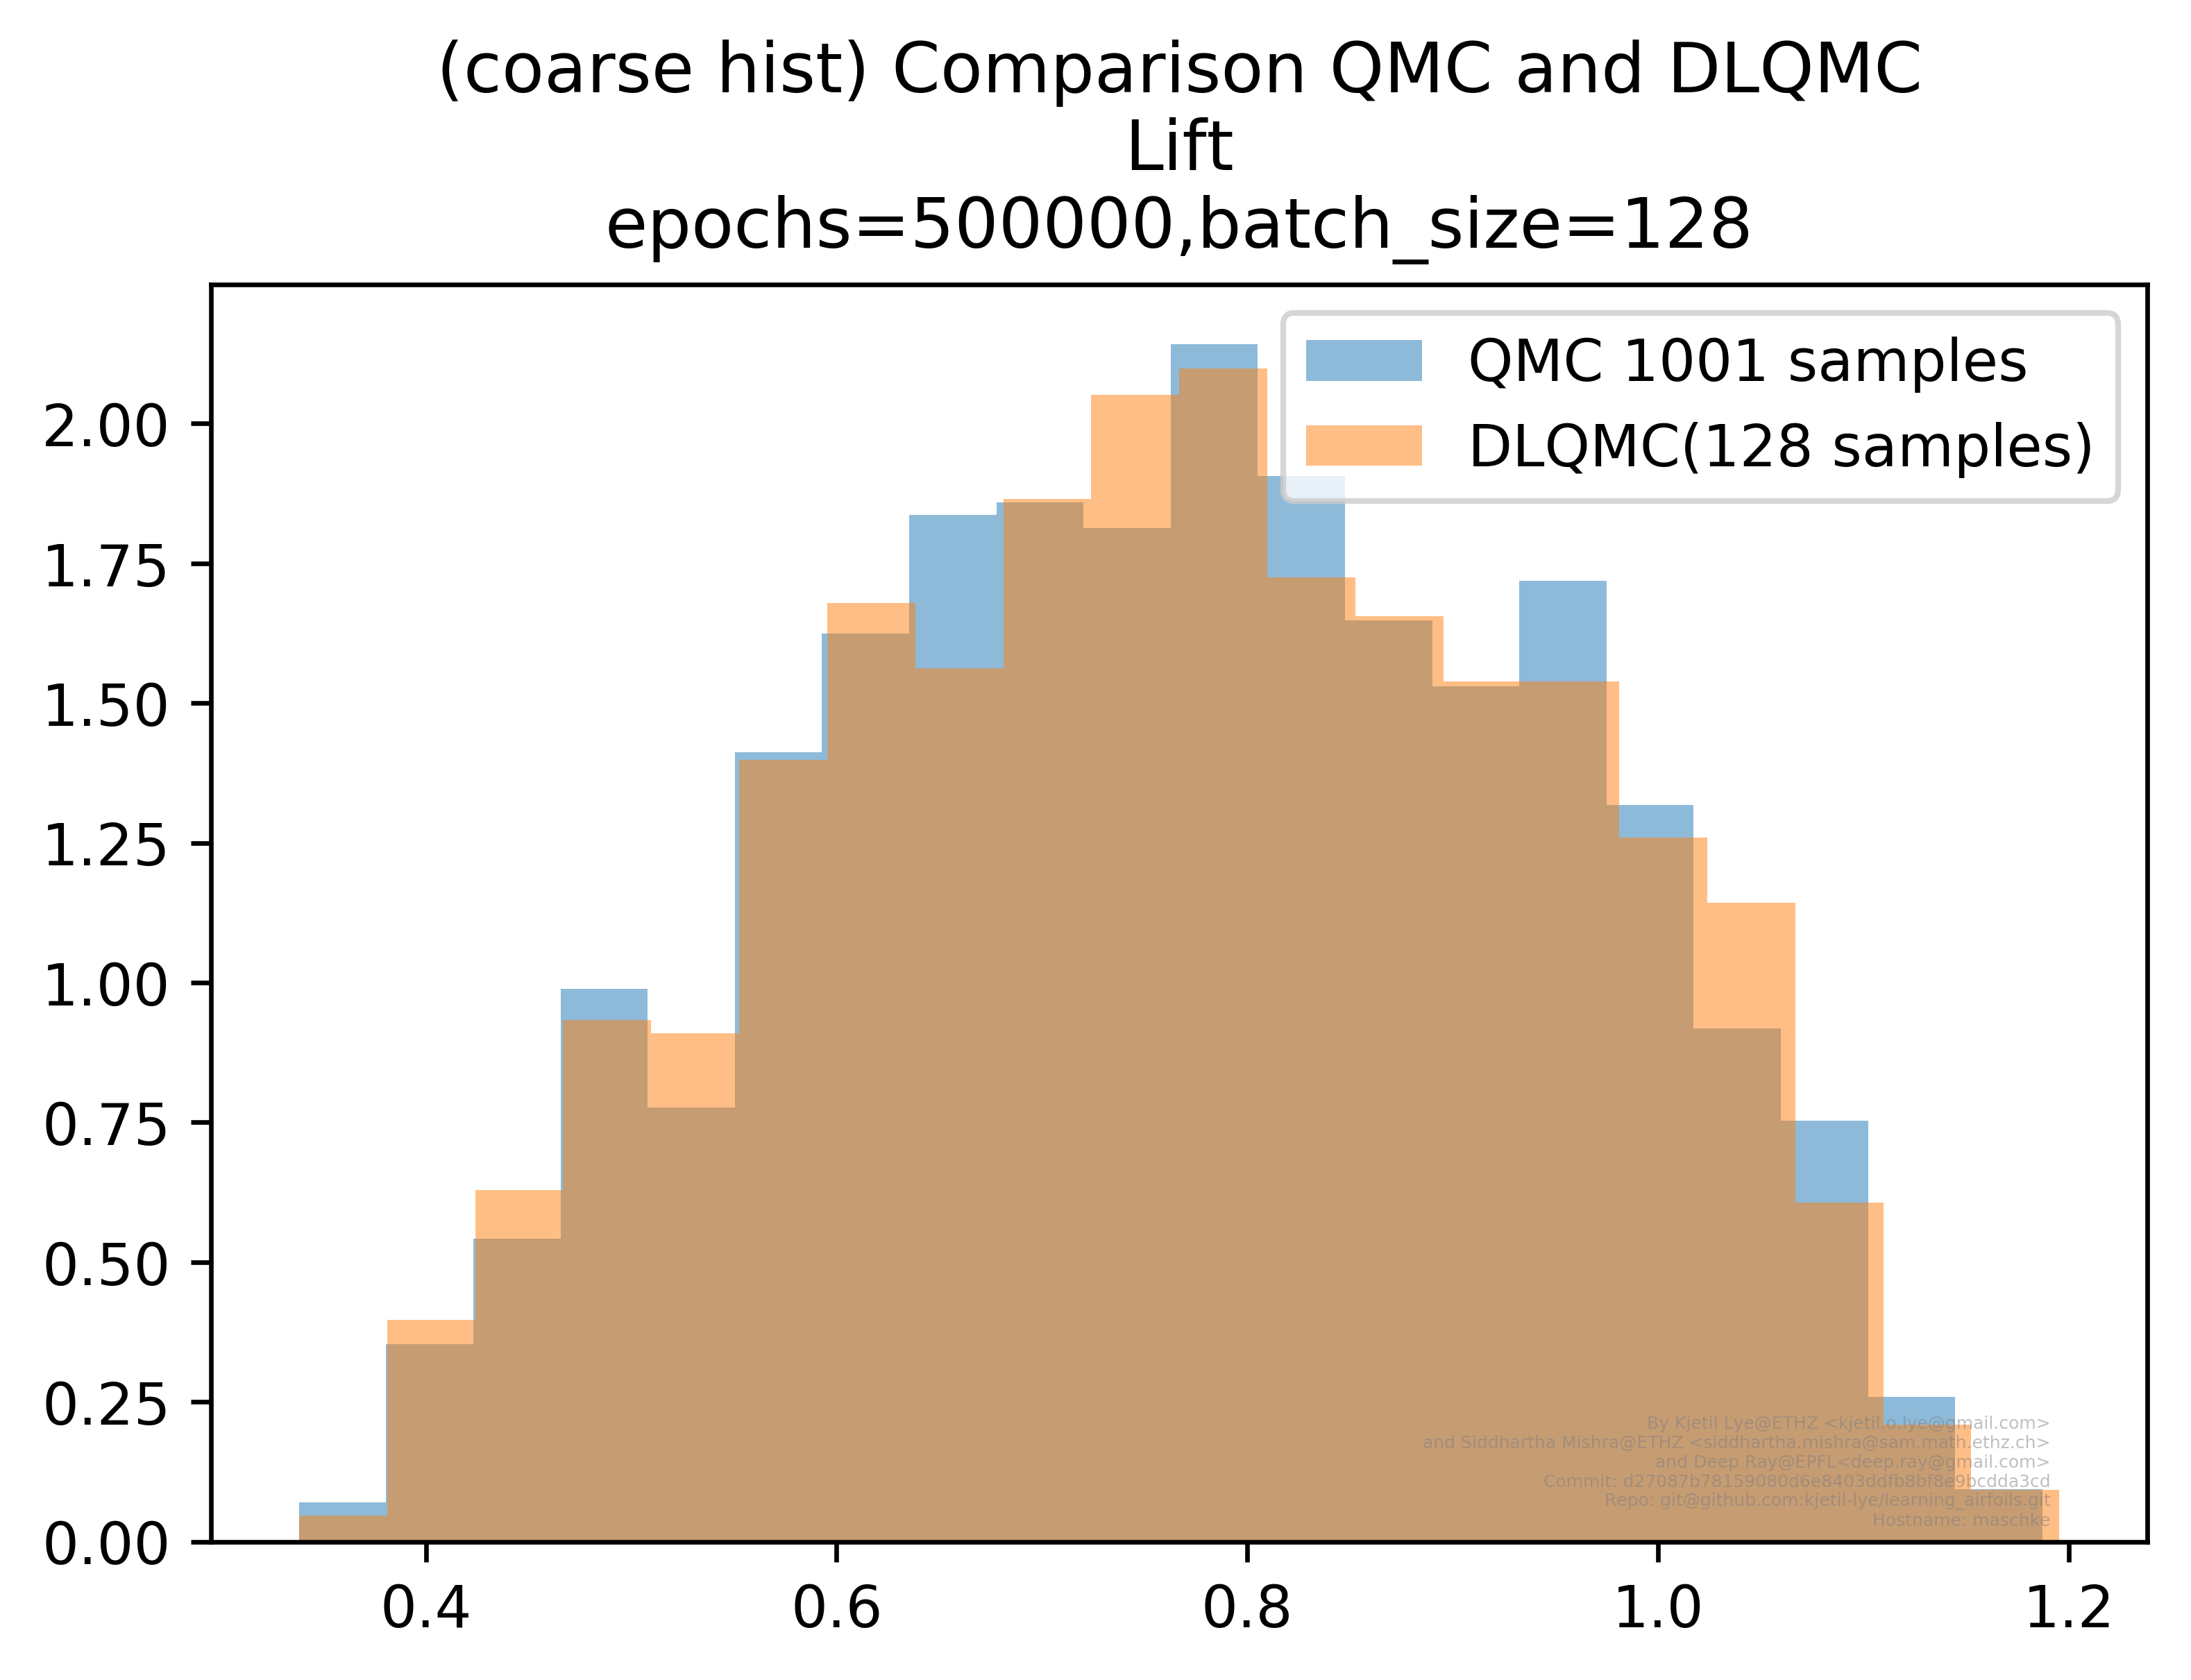 (coarse hist) Comparison QMC and DLQMC
Lift
epochs=500000,batch_size=128
QMC 1001 samples
DLQMC(128 samples)
2.00
1.75
1.50
1.25
1.00
0.75
0.50
0.25
0.00
0.4
0.6
0.8
1.0
1.2
By Kjetil Lye@ETHZ <kjetil.o.lye@gmail.com>
and Siddhartha Mishra@ETHZ <siddhartha.mishra@sam.math.ethz.ch>
and Deep Ray@EPFL<deep.ray@gmail.com>
Commit: d27087b78159080d6e8403ddfb8bf8e9bcdda3cd
Repo: git@github.com:kjetil-lye/learning_airfoils.git
Hostname: maschke